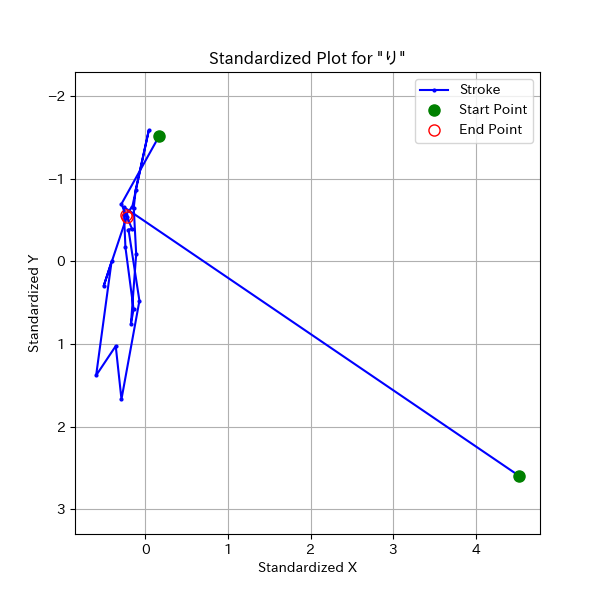 Standardized Plot for "り"
Stroke
Start Point
End Point
−2
−1
0
1
2
3
Standardized Y
0 1 2 3 4
Standardized X